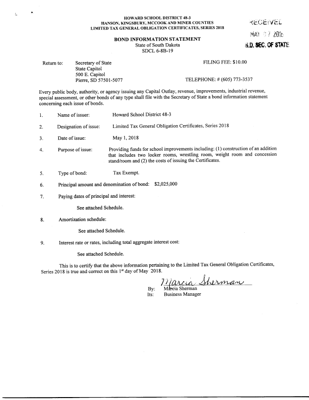 HOWARD SCHOOL DISTRICT 48-3
HANSON, KINGSBURY, MCCOOK AND MINER COUNTIES
LIMITED TAX GENERAL OBLIGATION CERTIFICATES, SERIES 2018
RECEIVED
MAY
S.D. SEC. OF STATE
BOND INFORMATION STATEMENT
State of South Dakota
SDCL 6-8B-19
Return to: Secretary of State FILING FEE: $10.00
State Capitol
500 E. Capitol
Pierre, SD 57501-5077 TELEPHONE: # (605) 773-3537
Every public body, authority, or agency issuing any Capital Outlay, revenue, improvements, industrial revenue,
special assessment, or other bonds of any type shall file with the Secretary of State a bond information statement
concerning each issue of bonds.
1. Name of issuer: Howard School District 48-3
2. Designation of issue: Limited Tax General Obligation Certificates, Series 2018
3. Date of issue: May 1, 2018
4. Purpose of issue: Providing funds for school improvements including: (1) construction of an addition
that includes two locker rooms, wrestling room, weight room and concession
stand/room and (2) the costs of issuing the Certificates.
5. Type of bond: Tax Exempt.
6. Principal amount and denomination of bond: $2,025,000
7. Paying dates of principal and interest:
See attached Schedule.
8. Amortization schedule:
See attached Schedule.
9. Interest rate or rates, including total aggregate interest cost:
See attached Schedule.
This is to certify that the above information pertaining to the Limited Tax General Obligation Certificates,
Series 2018 is true and correct on this 1st day of May 2018.
Marcia Sherman
By: Marcia Sherman
Its: Business Manager